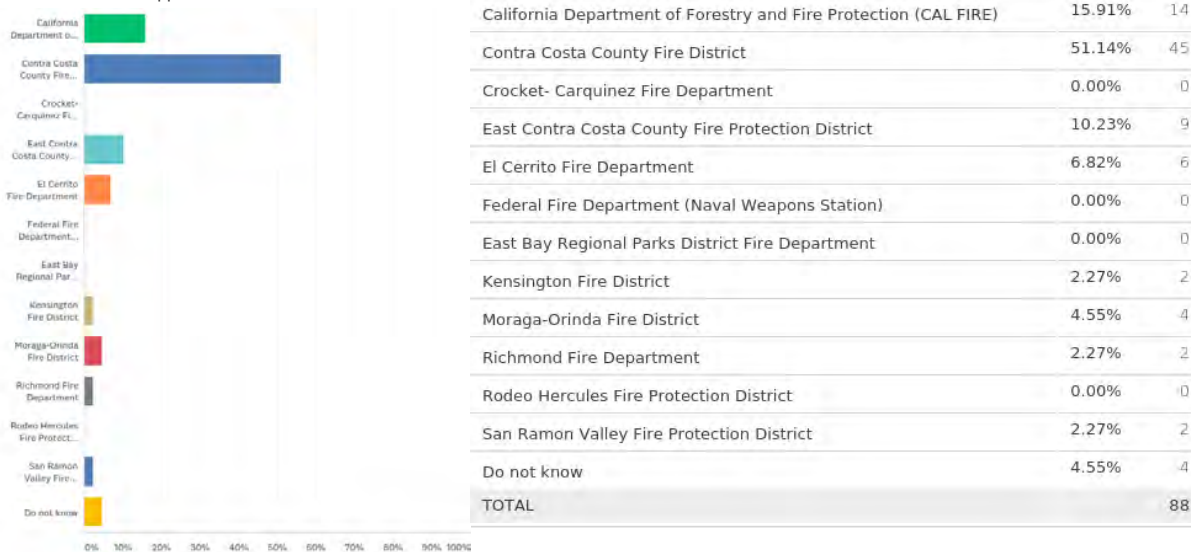 California
Department o...
Contra Costa
County Fire...
Crocket-
Carquinez Fi...
East Contra
Costa County...
El Cerrito
Fire Department
Federal Fire
Department...
East Bay
Regional Par...
Kensington
Fire District
Moraga-Orinda
Fire District
Richmond Fire
Department
Rodeo Hercules
Fire Protect...
San Ramon
Valley Fire...
Do not know
0% 10% 20% 30% 40% 50% 60% 70% 80% 90% 100%
California Department of Forestry and Fire Protection (CAL FIRE) 15.91% 14
Contra Costa County Fire District 51.14% 45
Crocket- Carquinez Fire Department 0.00% 0
East Contra Costa County Fire Protection District 10.23% 9
El Cerrito Fire Department 6.82% 6
Federal Fire Department (Naval Weapons Station) 0.00% 0
East Bay Regional Parks District Fire Department 0.00% 0
Kensington Fire District 2.27% 2
Moraga-Orinda Fire District 4.55% 4
Richmond Fire Department 2.27% 2
Rodeo Hercules Fire Protection District 0.00% 0
San Ramon Valley Fire Protection District 2.27% 2
Do not know 4.55% 4
TOTAL 88